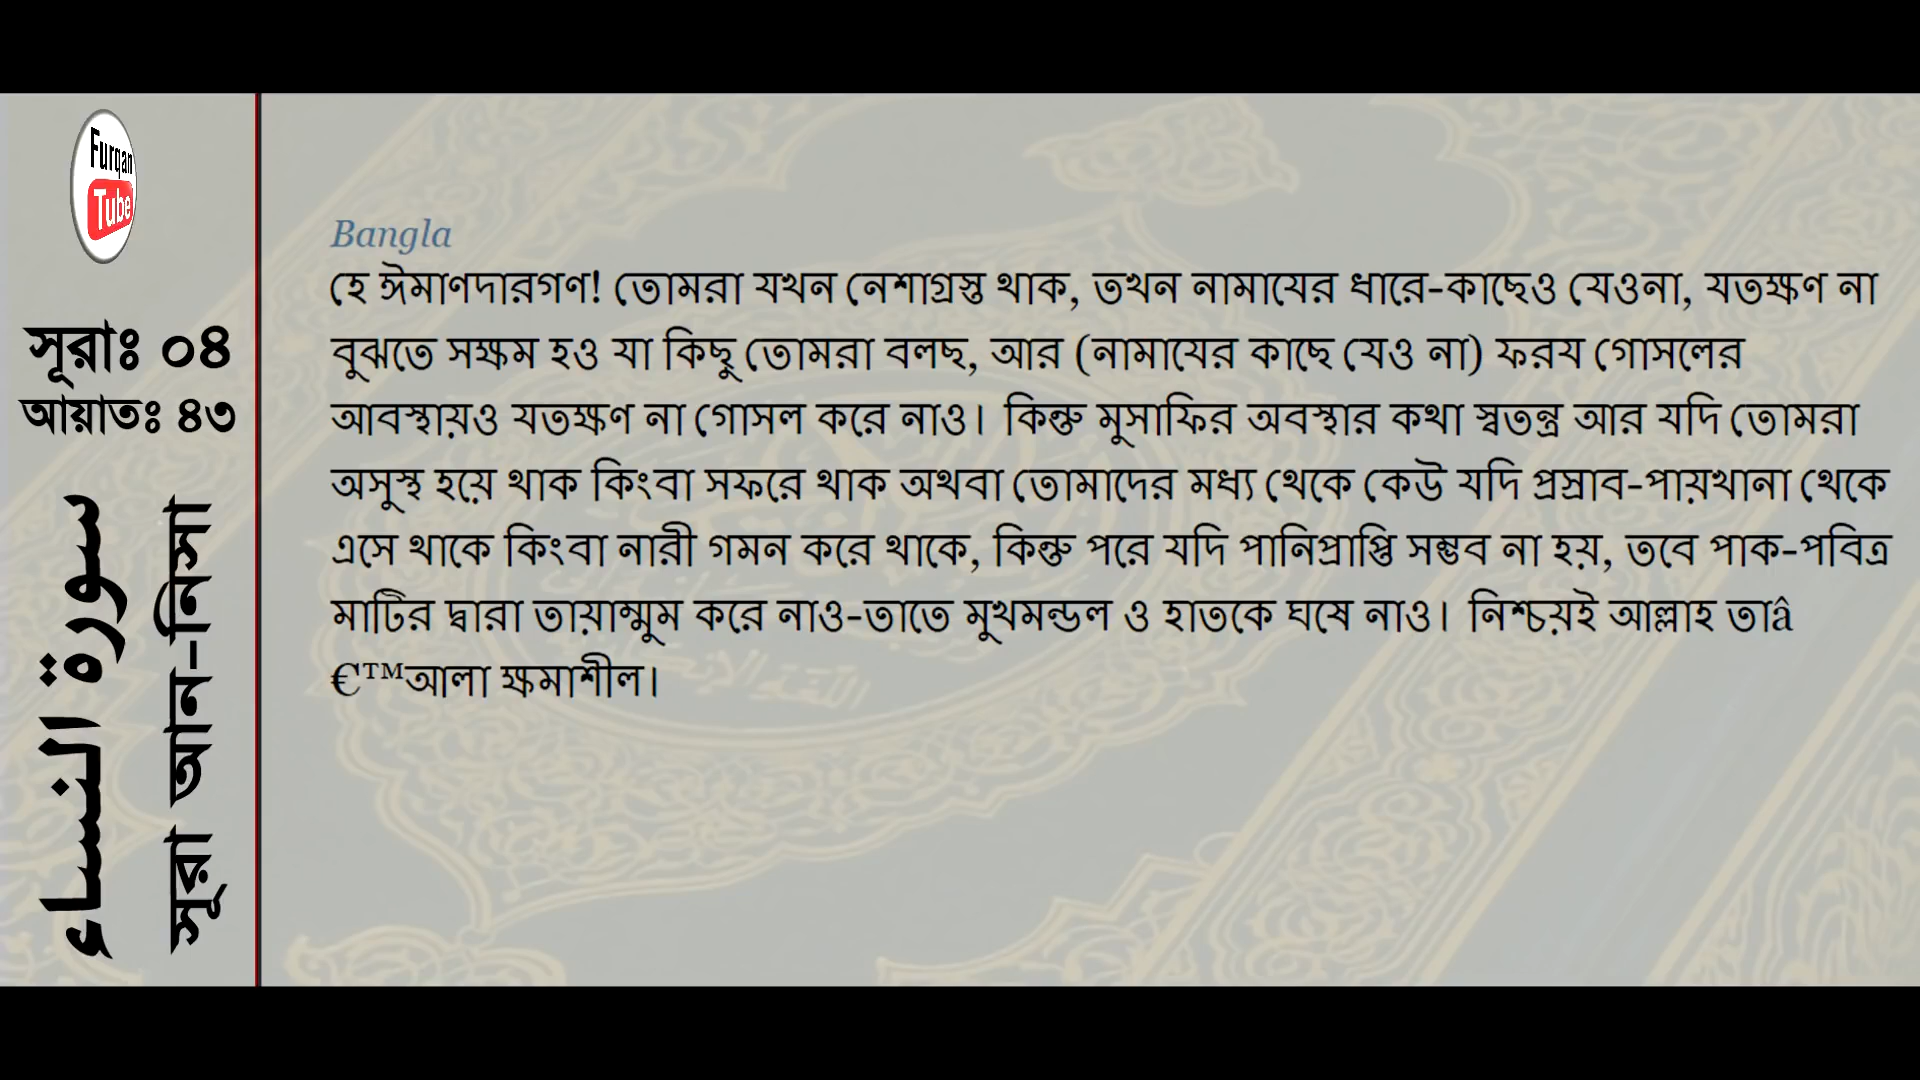 Furqan
Tube
সূরাঃ ০৪
আয়াতঃ ৪৩
سورة النساء
সূরা আন-নিসা
Bangla
হে ঈমাণদারগণ! তোমরা যখন নেশাগ্রস্ত থাক, তখন নামাযের ধারে-কাছেও যেওনা, যতক্ষণ না
বুঝতে সক্ষম হও যা কিছু তোমরা বলছ, আর (নামাযের কাছে যেও না) ফরয গোসলের
আবস্থায়ও যতক্ষণ না গোসল করে নাও। কিন্তু মুসাফির অবস্থার কথা স্বতন্ত্র আর যদি তোমরা
অসুস্থ হয়ে থাক কিংবা সফরে থাক অথবা তোমাদের মধ্য থেকে কেউ যদি প্রস্রাব-পায়খানা থেকে
এসে থাকে কিংবা নারী গমন করে থাকে, কিন্তু পরে যদি পানিপ্রাপ্তি সম্ভব না হয়, তবে পাক-পবিত্র
মাটির দ্বারা তায়াম্মুম করে নাও-তাতে মুখমন্ডল ও হাতকে ঘষে নাও। নিশ্চয়ই আল্লাহ তাâ
€™আলা ক্ষমাশীল।